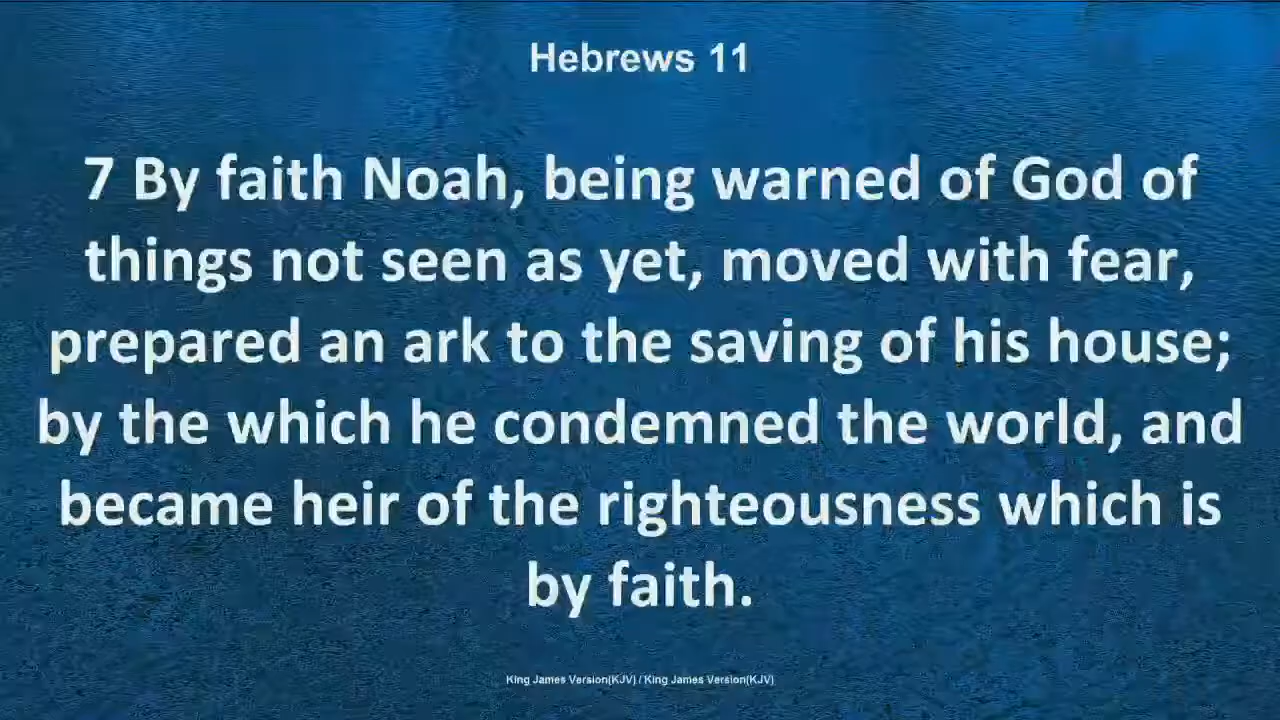 Hebrews 11
7 By faith Noah, being warned of God of
things not seen as yet, moved with fear,
prepared an ark to the saving of his house;
by the which he condemned the world, and
became heir of the righteousness which is
by faith.
King James Version(KJV) / King James Version(KJV)